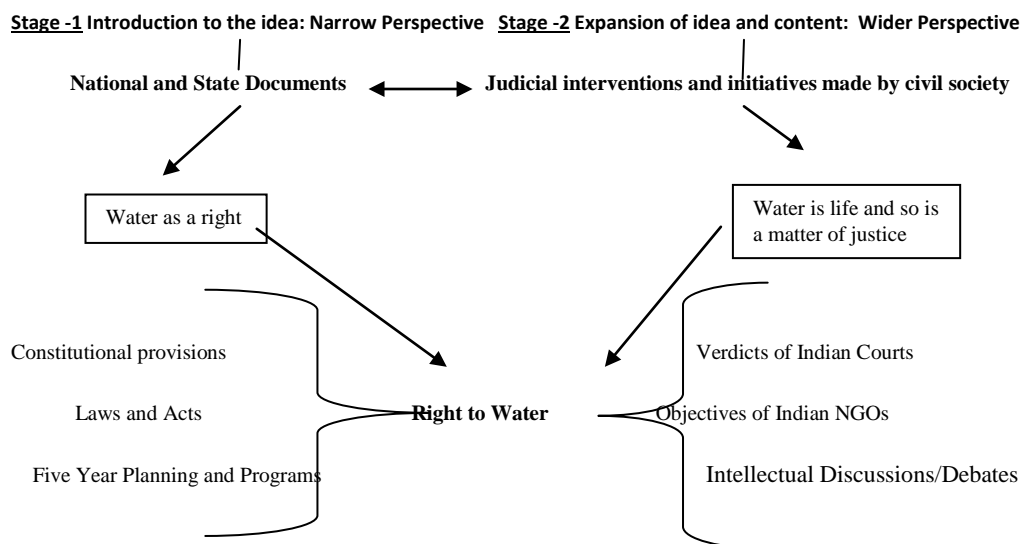 Stage -1 Introduction to the idea: Narrow Perspective Stage -2 Expansion of idea and content: Wider Perspective
National and State Documents Judicial interventions and initiatives made by civil society
Water as a right
Water is life and so is
a matter of justice
Constitutional provisions Verdicts of Indian Courts
Laws and Acts Right to Water Objectives of Indian NGOs
Five Year Planning and Programs Intellectual Discussions/Debates